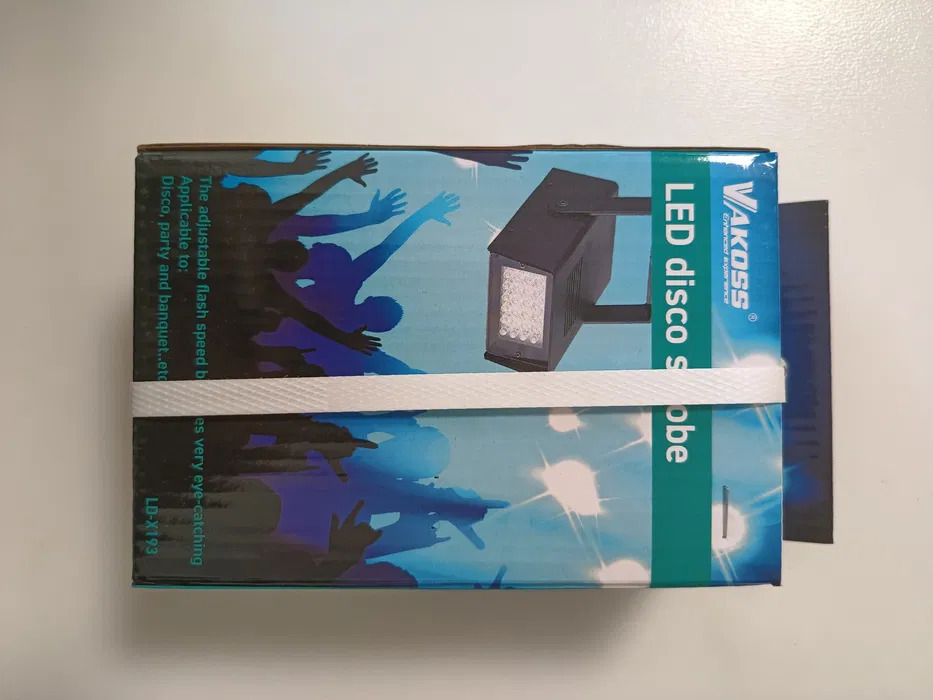 VAKOSS®
Enhanced experience
LED disco s obe
The adjustable flash speed b es very eye-catching
Applicable to:
Disco, party and banquet..etc
LD-X193